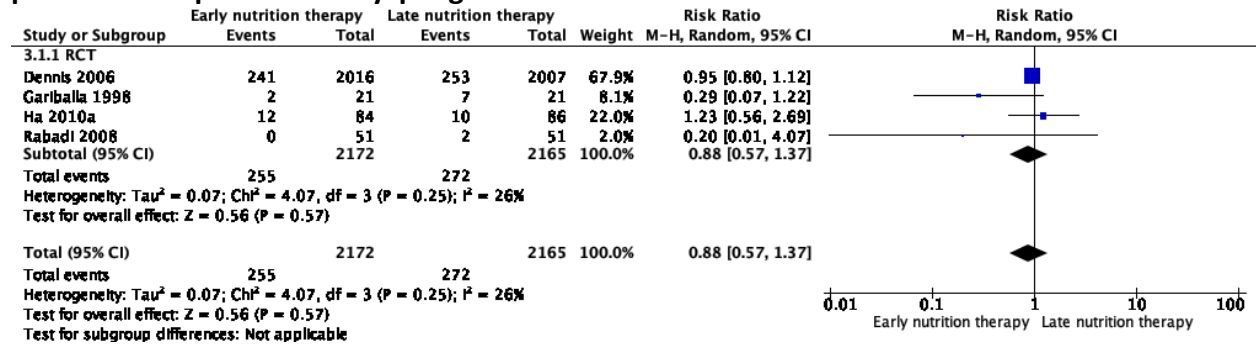 Early nutrition therapy Late nutrition therapy Risk Ratio Risk Ratio
Study or Subgroup Events Total Events Total Weight M-H, Random, 95% CI M-H, Random, 95% CI
3.1.1 RCT
Dennis 2006 241 2016 253 2007 67.9% 0.95 [0.80, 1.12]
Gariballa 1998 2 21 7 21 8.1% 0.29 [0.07, 1.22]
Ha 2010a 12 84 10 86 22.0% 1.23 [0.56, 2.69]
Rabadi 2008 0 51 2 51 2.0% 0.20 [0.01, 4.07]
Subtotal (95% CI) 2172 2165 100.0% 0.88 [0.57, 1.37]
Total events 255 272
Heterogeneity: Tau² = 0.07; Chi² = 4.07, df = 3 (P = 0.25); I² = 26%
Test for overall effect: Z = 0.56 (P = 0.57)
Total (95% CI) 2172 2165 100.0% 0.88 [0.57, 1.37]
Total events 255 272
Heterogeneity: Tau² = 0.07; Chi² = 4.07, df = 3 (P = 0.25); I² = 26%
Test for overall effect: Z = 0.56 (P = 0.57)
Test for subgroup differences: Not applicable
0.01 0.1 1 10 100
Early nutrition therapy Late nutrition therapy